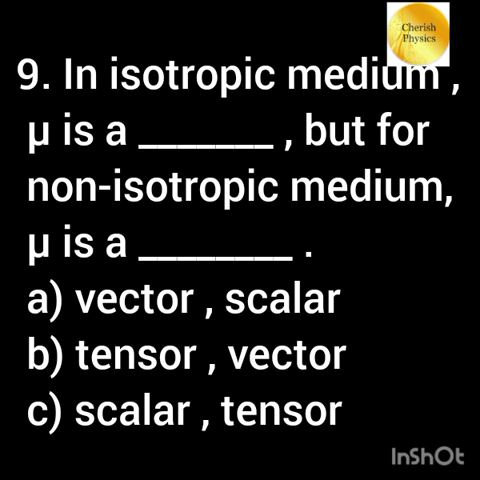 Cherish
Physics
9. In isotropic medium ,
μ is a _______ , but for
non-isotropic medium,
μ is a ________ .
a) vector , scalar
b) tensor , vector
c) scalar , tensor
InShOt